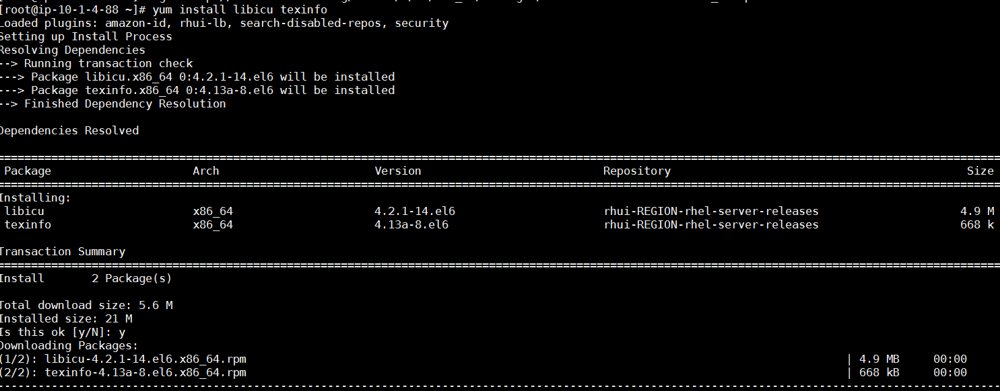 [root@ip-10-1-4-88 ~]# yum install libicu texinfo
Loaded plugins: amazon-id, rhui-lb, search-disabled-repos, security
Setting up Install Process
Resolving Dependencies
--> Running transaction check
---> Package libicu.x86_64 0:4.2.1-14.el6 will be installed
---> Package texinfo.x86_64 0:4.13a-8.el6 will be installed
--> Finished Dependency Resolution
Dependencies Resolved
Package Arch Version Repository Size
Installing:
libicu x86_64 4.2.1-14.el6 rhui-REGION-rhel-server-releases 4.9 M
texinfo x86_64 4.13a-8.el6 rhui-REGION-rhel-server-releases 668 k
Transaction Summary
Install 2 Package(s)
Total download size: 5.6 M
Installed size: 21 M
Is this ok [y/N]: y
Downloading Packages:
(1/2): libicu-4.2.1-14.el6.x86_64.rpm | 4.9 MB 00:00
(2/2): texinfo-4.13a-8.el6.x86_64.rpm | 668 kB 00:00